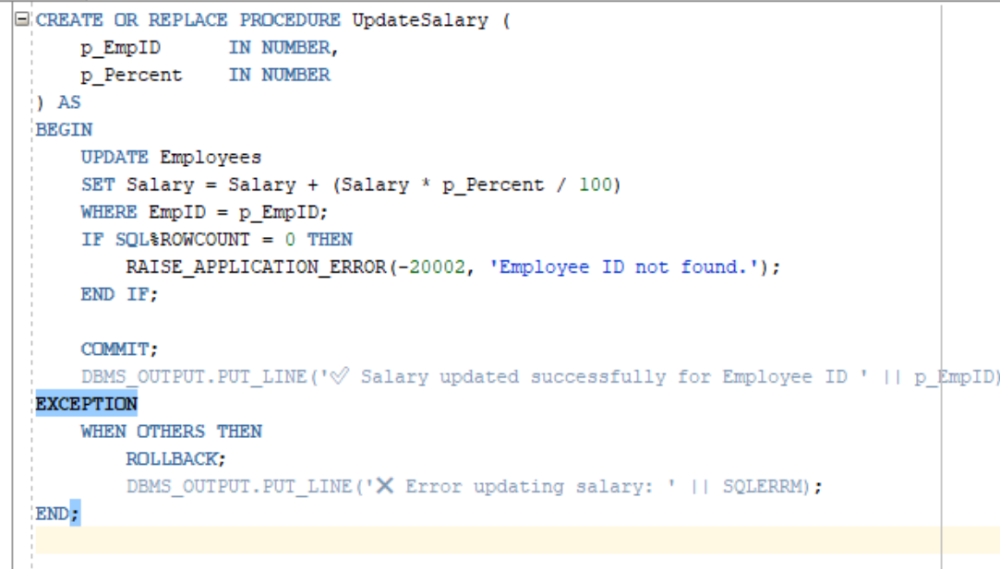 CREATE OR REPLACE PROCEDURE UpdateSalary (
    p_EmpID      IN NUMBER,
    p_Percent    IN NUMBER
) AS
BEGIN
    UPDATE Employees
    SET Salary = Salary + (Salary * p_Percent / 100)
    WHERE EmpID = p_EmpID;
    IF SQL%ROWCOUNT = 0 THEN
        RAISE_APPLICATION_ERROR(-20002, 'Employee ID not found.');
    END IF;

    COMMIT;
    DBMS_OUTPUT.PUT_LINE('✅ Salary updated successfully for Employee ID ' || p_EmpID)
EXCEPTION
    WHEN OTHERS THEN
        ROLLBACK;
        DBMS_OUTPUT.PUT_LINE('❌ Error updating salary: ' || SQLERRM);
END;